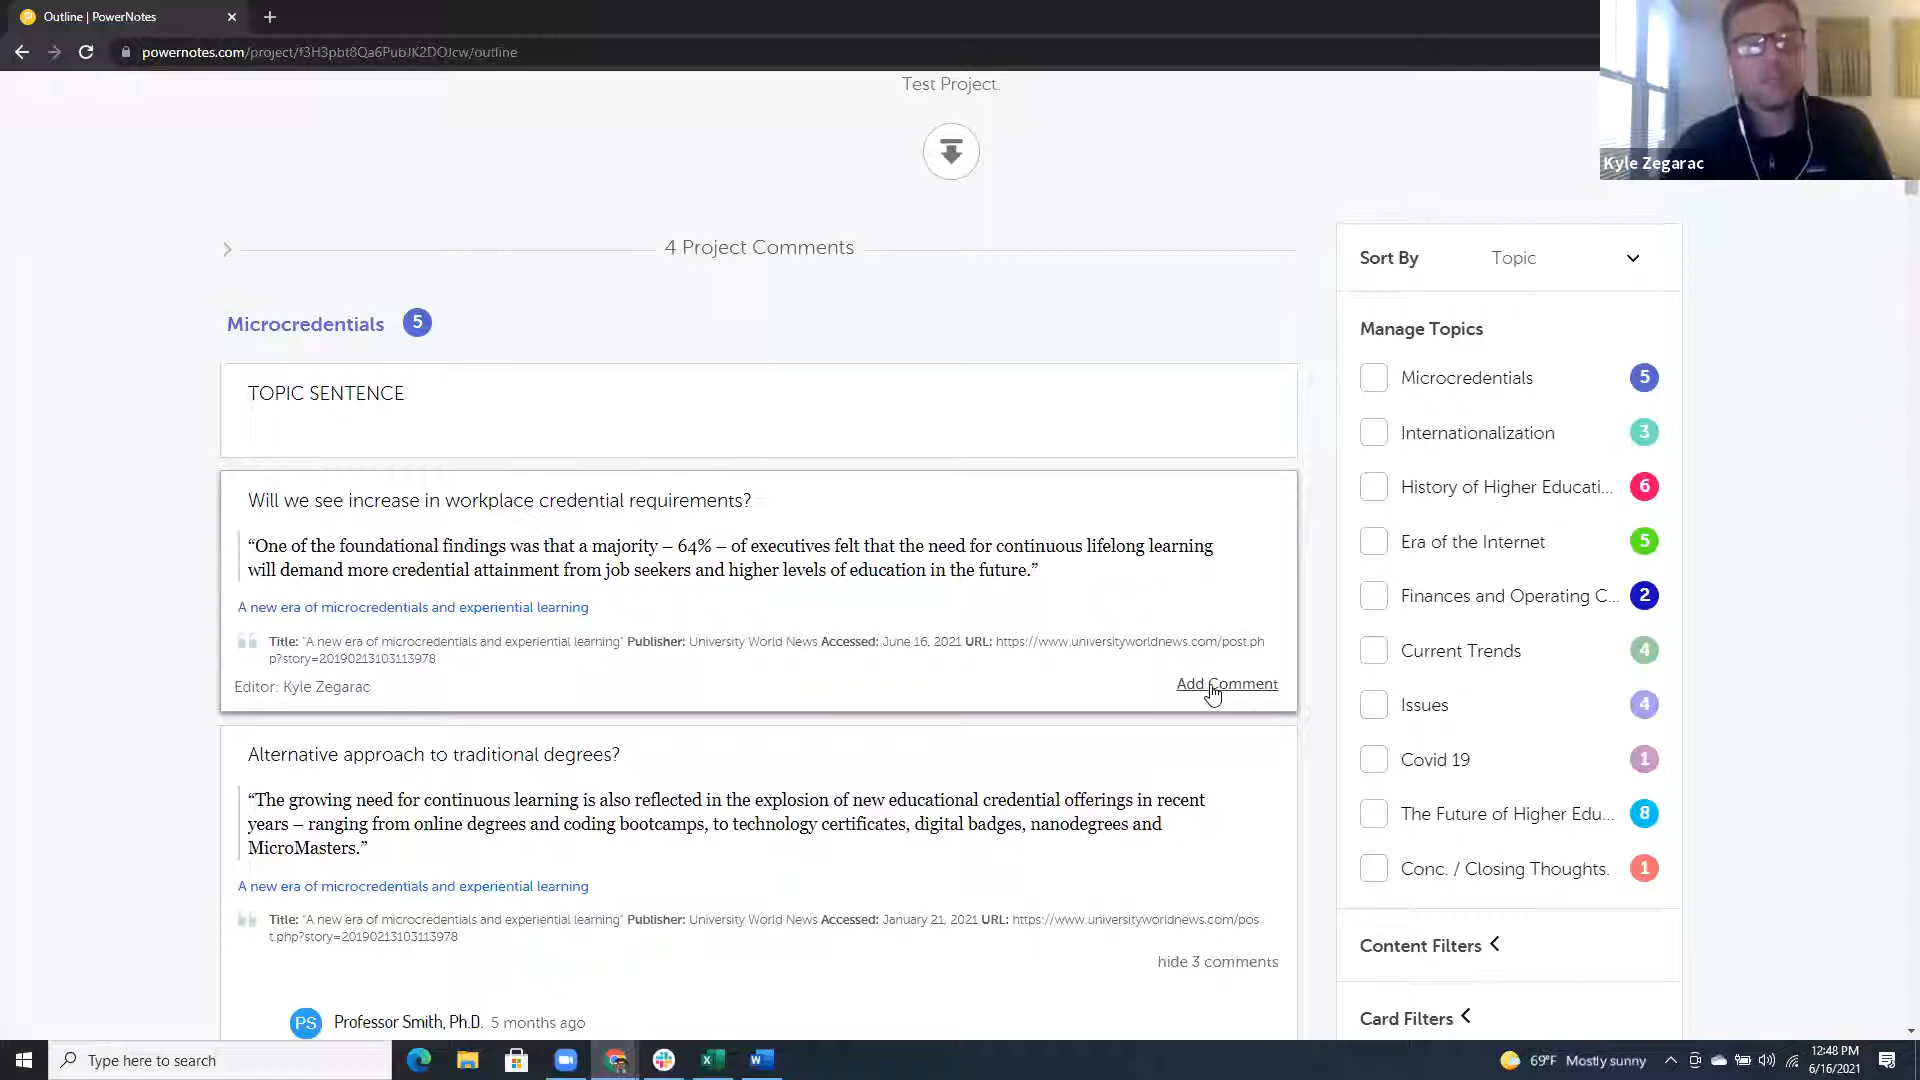 Outline | PowerNotes
powernotes.com/project/f3H3pbt8Qa6PubJK2DOJcw/outline
Kyle Zegarac
Test Project.
4 Project Comments
Microcredentials 5
TOPIC SENTENCE
Will we see increase in workplace credential requirements?
“One of the foundational findings was that a majority – 64% – of executives felt that the need for continuous lifelong learning
will demand more credential attainment from job seekers and higher levels of education in the future.”
A new era of microcredentials and experiential learning
Title: "A new era of microcredentials and experiential learning" Publisher: University World News Accessed: June 16, 2021 URL: https://www.universityworldnews.com/post.ph
p?story=20190213103113978
Editor: Kyle Zegarac
Add Comment
Alternative approach to traditional degrees?
“The growing need for continuous learning is also reflected in the explosion of new educational credential offerings in recent
years – ranging from online degrees and coding bootcamps, to technology certificates, digital badges, nanodegrees and
MicroMasters.”
A new era of microcredentials and experiential learning
Title: "A new era of microcredentials and experiential learning" Publisher: University World News Accessed: January 21, 2021 URL: https://www.universityworldnews.com/pos
t.php?story=20190213103113978
hide 3 comments
PS Professor Smith, Ph.D. 5 months ago
Sort By Topic
Manage Topics
Microcredentials 5
Internationalization 3
History of Higher Educati... 6
Era of the Internet 5
Finances and Operating C... 2
Current Trends 4
Issues 4
Covid 19 1
The Future of Higher Edu... 8
Conc. / Closing Thoughts. 1
Content Filters
Card Filters
Type here to search
69°F Mostly sunny
12:48 PM
6/16/2021